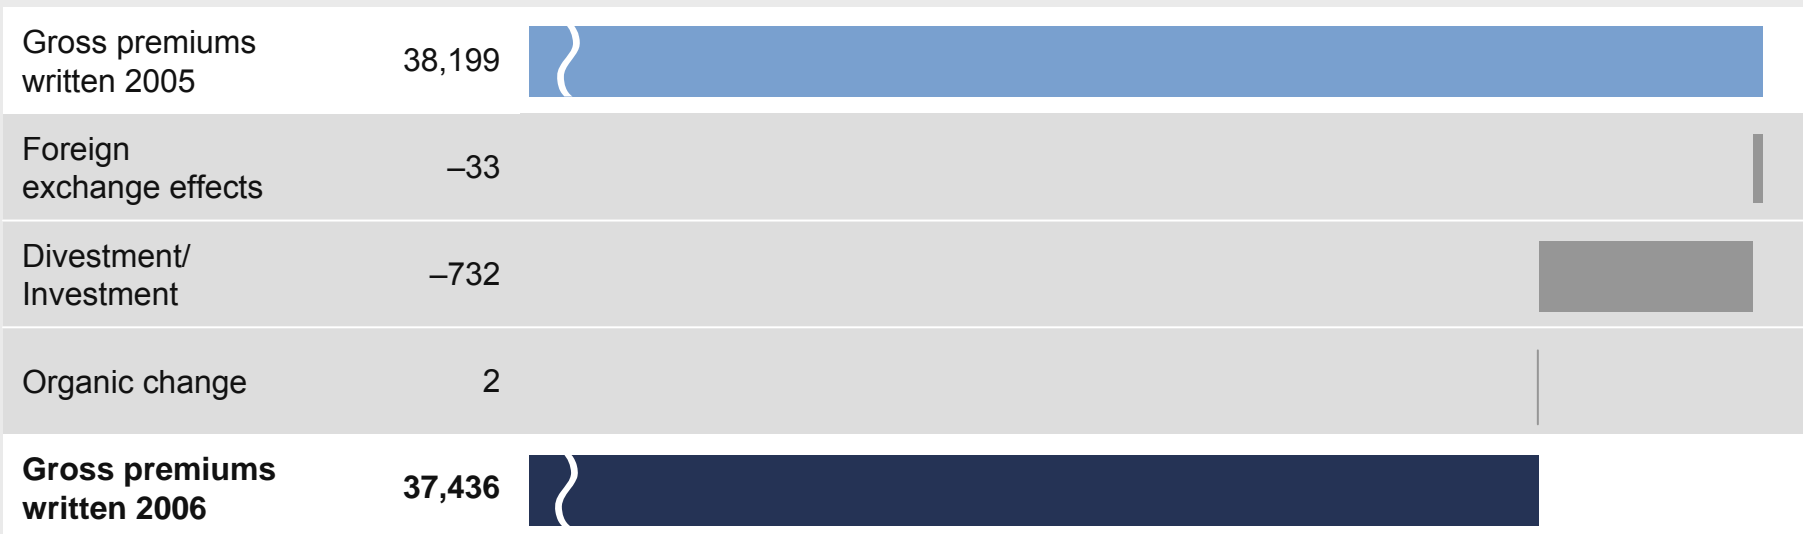 Gross premiums
written 2005
38,199
Foreign
exchange effects
–33
Divestment/
Investment
–732
Organic change
2
Gross premiums
written 2006
37,436